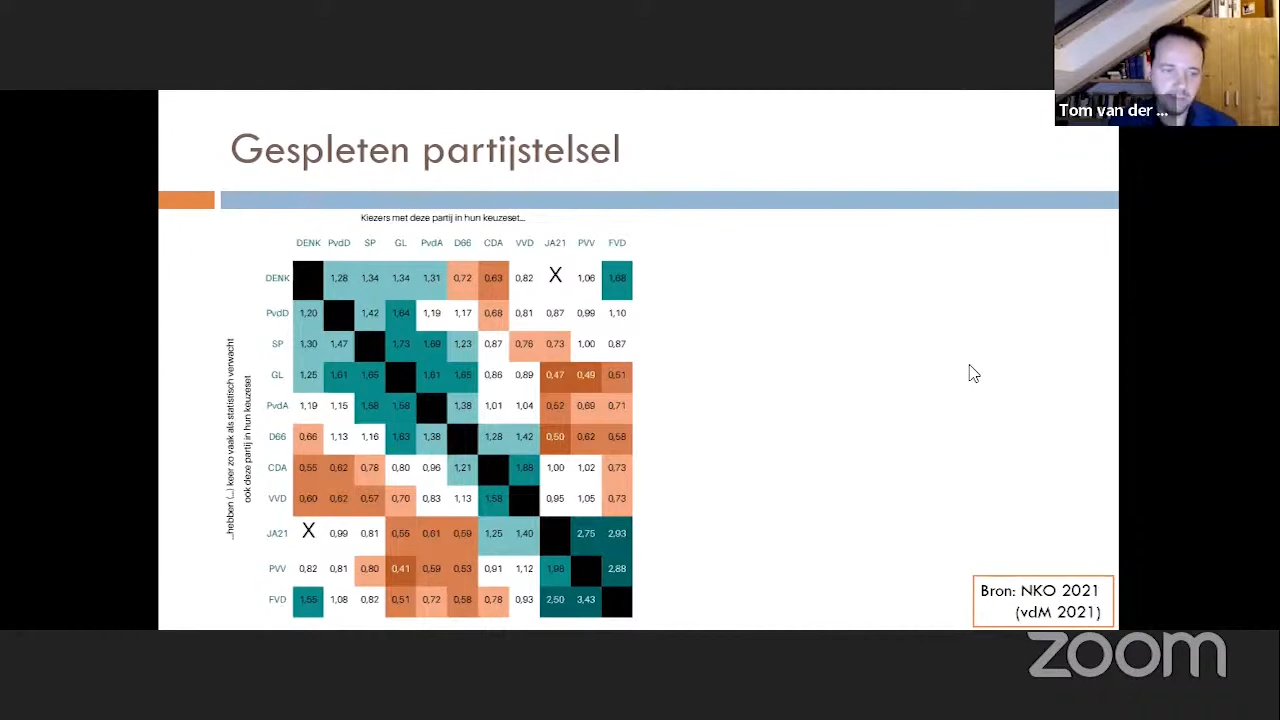 Tom van der ...
Gespleten partijstelsel
Kiezers met deze partij in hun keuzeset...
DENK PvdD SP GL PvdA D66 CDA VVD JA21 PVV FVD
DENK 1,28 1,34 1,34 1,31 0,72 0,63 0,82 X 1,06 1,68
PvdD 1,20 1,42 1,64 1,19 1,17 0,68 0,81 0,87 0,99 1,10
SP 1,30 1,47 1,73 1,69 1,23 0,87 0,76 0,73 1,00 0,87
GL 1,25 1,61 1,65 1,61 1,65 0,86 0,89 0,47 0,49 0,51
PvdA 1,19 1,15 1,58 1,58 1,38 1,01 1,04 0,52 0,69 0,71
D66 0,66 1,13 1,16 1,63 1,38 1,28 1,42 0,50 0,62 0,58
CDA 0,55 0,62 0,78 0,80 0,96 1,21 1,88 1,00 1,02 0,73
VVD 0,60 0,62 0,57 0,70 0,83 1,13 1,58 0,95 1,05 0,73
JA21 X 0,99 0,81 0,55 0,61 0,59 1,25 1,40 2,75 2,93
PVV 0,82 0,81 0,80 0,41 0,59 0,53 0,91 1,12 1,98 2,88
FVD 1,55 1,08 0,82 0,51 0,72 0,58 0,78 0,93 2,50 3,43
...hebben (...) keer zo vaak als statistisch verwacht
ook deze partij in hun keuzeset
Bron: NKO 2021
(vdM 2021)
zoom